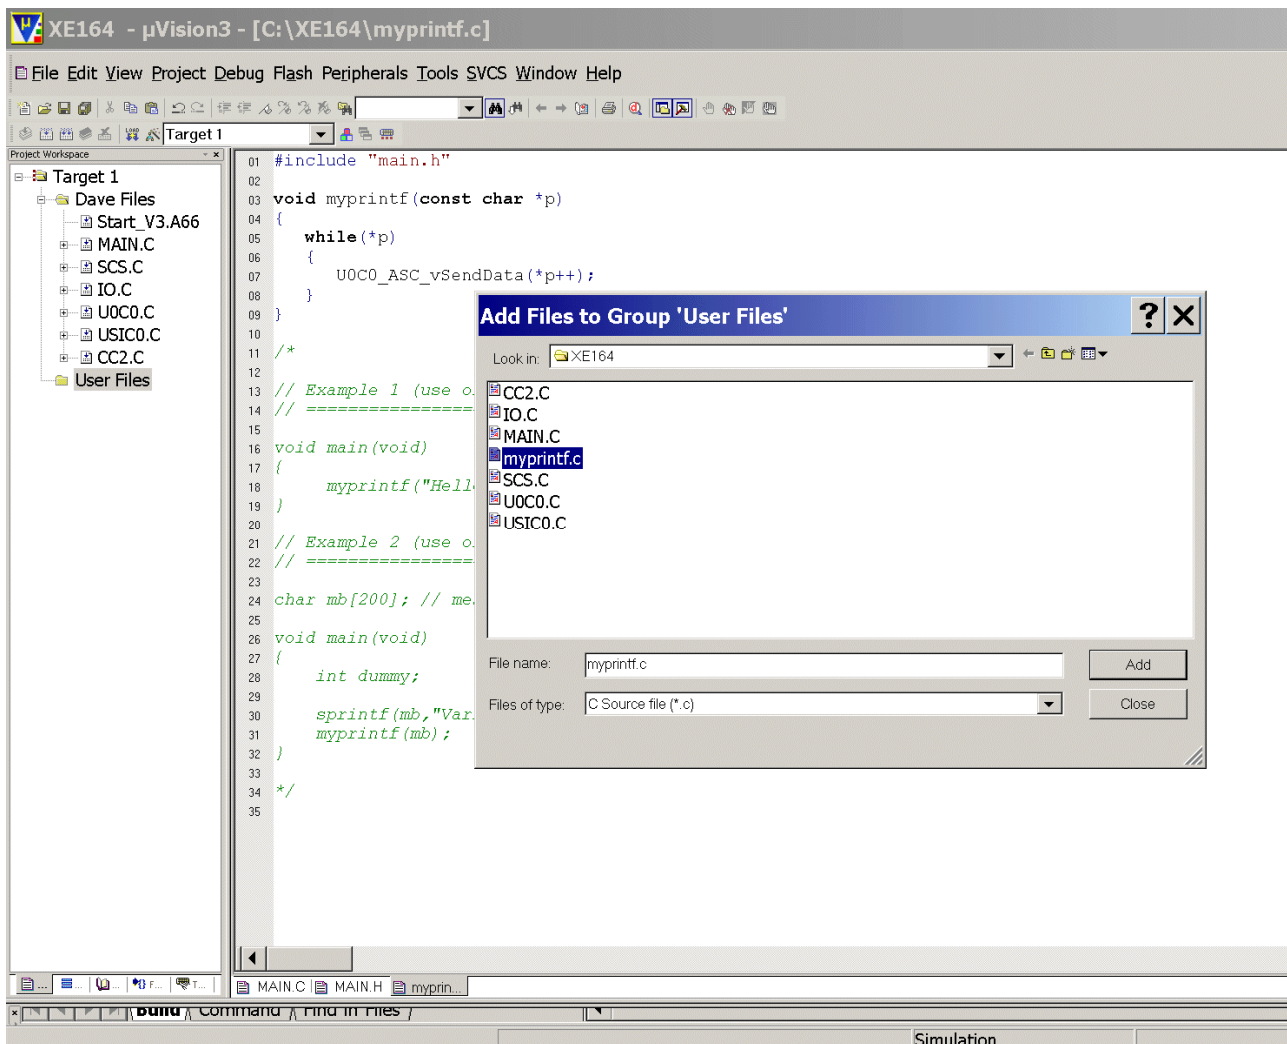 XE164 - µVision3 - [C:\XE164\myprintf.c]
File Edit View Project Debug Flash Peripherals Tools SVCS Window Help
Target 1
Project Workspace
Target 1
Dave Files
Start_V3.A66
MAIN.C
SCS.C
IO.C
U0C0.C
USIC0.C
CC2.C
User Files
01 #include "main.h"
02
03 void myprintf(const char *p)
04 {
05 while(*p)
06 {
07 U0C0_ASC_vSendData(*p++);
08 }
09 }
10
11 /*
12
13 // Example 1 (use o
14 // ================
15
16 void main(void)
17 {
18 myprintf("Hell
19 }
20
21 // Example 2 (use o
22 // ================
23
24 char mb[200]; // me
25
26 void main(void)
27 {
28 int dummy;
29
30 sprintf(mb,"Var
31 myprintf(mb);
32 }
33
34 */
35
Add Files to Group 'User Files'
Look in: XE164
CC2.C
IO.C
MAIN.C
myprintf.c
SCS.C
U0C0.C
USIC0.C
File name: myprintf.c Add
Files of type: C Source file (*.c) Close
... ... ... F... T...
MAIN.C MAIN.H myprin...
Build Command Find in Files
Simulation